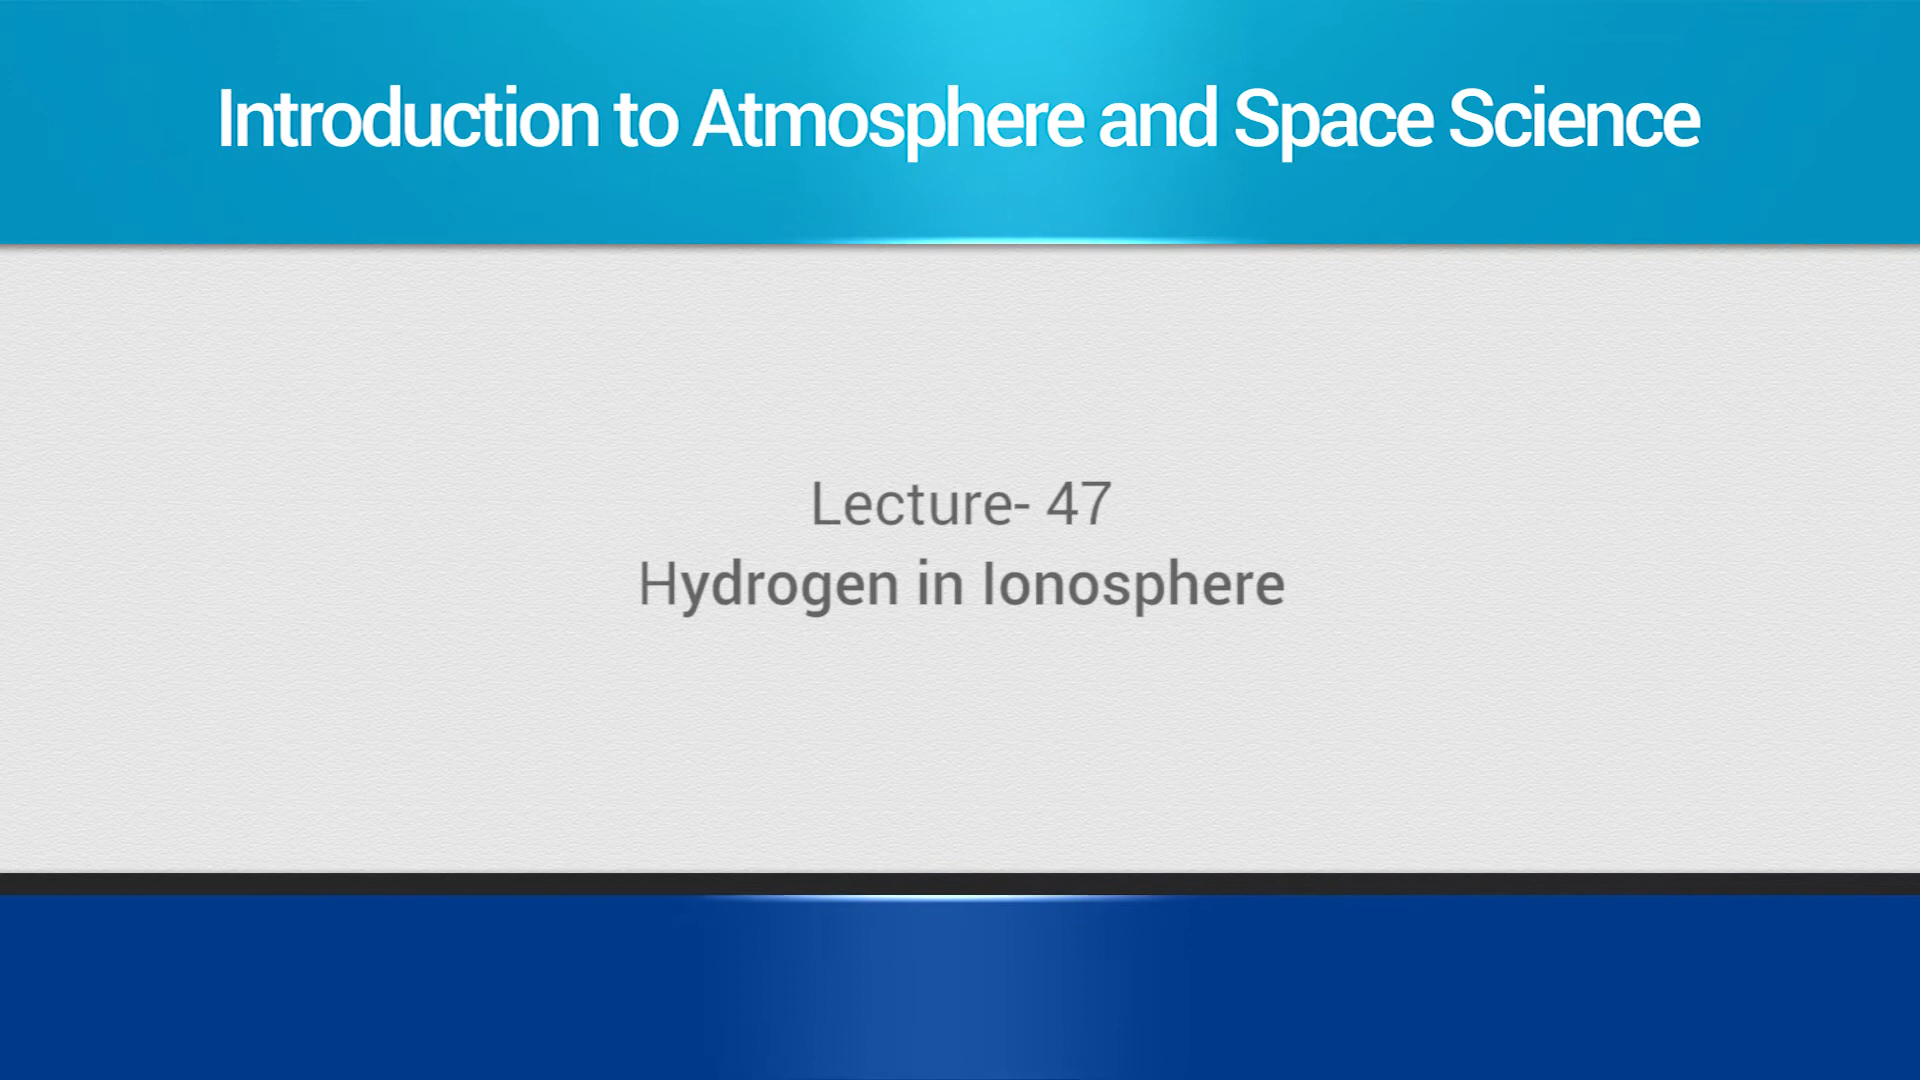 Introduction to Atmosphere and Space Science
Lecture- 47
Hydrogen in Ionosphere